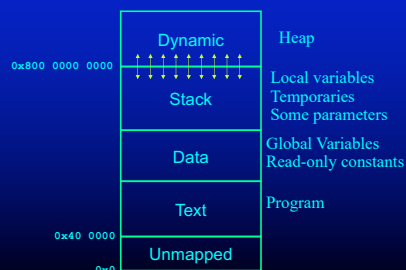 Dynamic
Heap
0x800 0000 0000
Stack
Local variables
Temporaries
Some parameters
Data
Global Variables
Read-only constants
Text
Program
0x40 0000
Unmapped
0x0